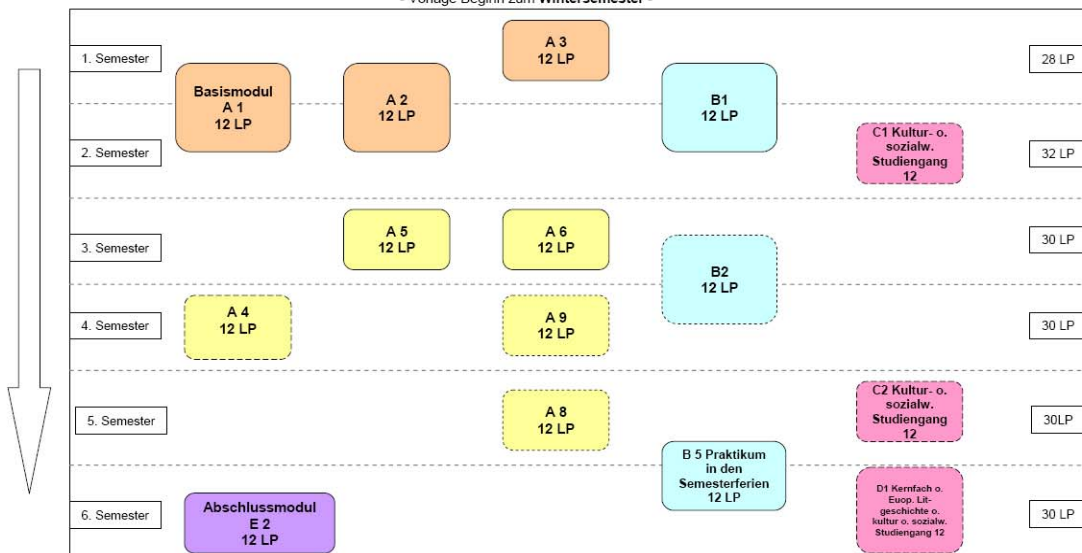 - Vorlage Beginn zum Wintersemester -
A 3
12 LP
1. Semester
28 LP
Basismodul
A 1
12 LP
A 2
12 LP
B1
12 LP
2. Semester
C1 Kultur- o.
sozialw.
Studiengang
12
32 LP
3. Semester
A 5
12 LP
A 6
12 LP
B2
12 LP
30 LP
4. Semester
A 4
12 LP
A 9
12 LP
30 LP
5. Semester
A 8
12 LP
C2 Kultur- o.
sozialw.
Studiengang
12
30LP
B 5 Praktikum
in den
Semesterferien
12 LP
6. Semester
Abschlussmodul
E 2
12 LP
D1 Kernfach o.
Euop. Lit-
geschichte o.
kultur o. sozialw.
Studiengang 12
30 LP